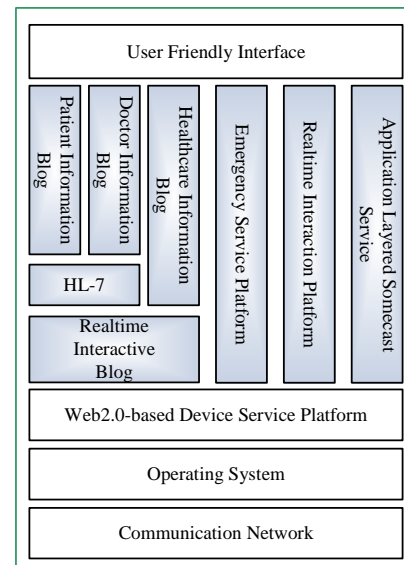 User Friendly Interface
Patient Information
Blog
Doctor Information
Blog
Healthcare Information
Blog
Emergency Service Platform
Realtime Interaction Platform
Application Layered Somecast
Service
HL-7
Realtime
Interactive
Blog
Web2.0-based Device Service Platform
Operating System
Communication Network